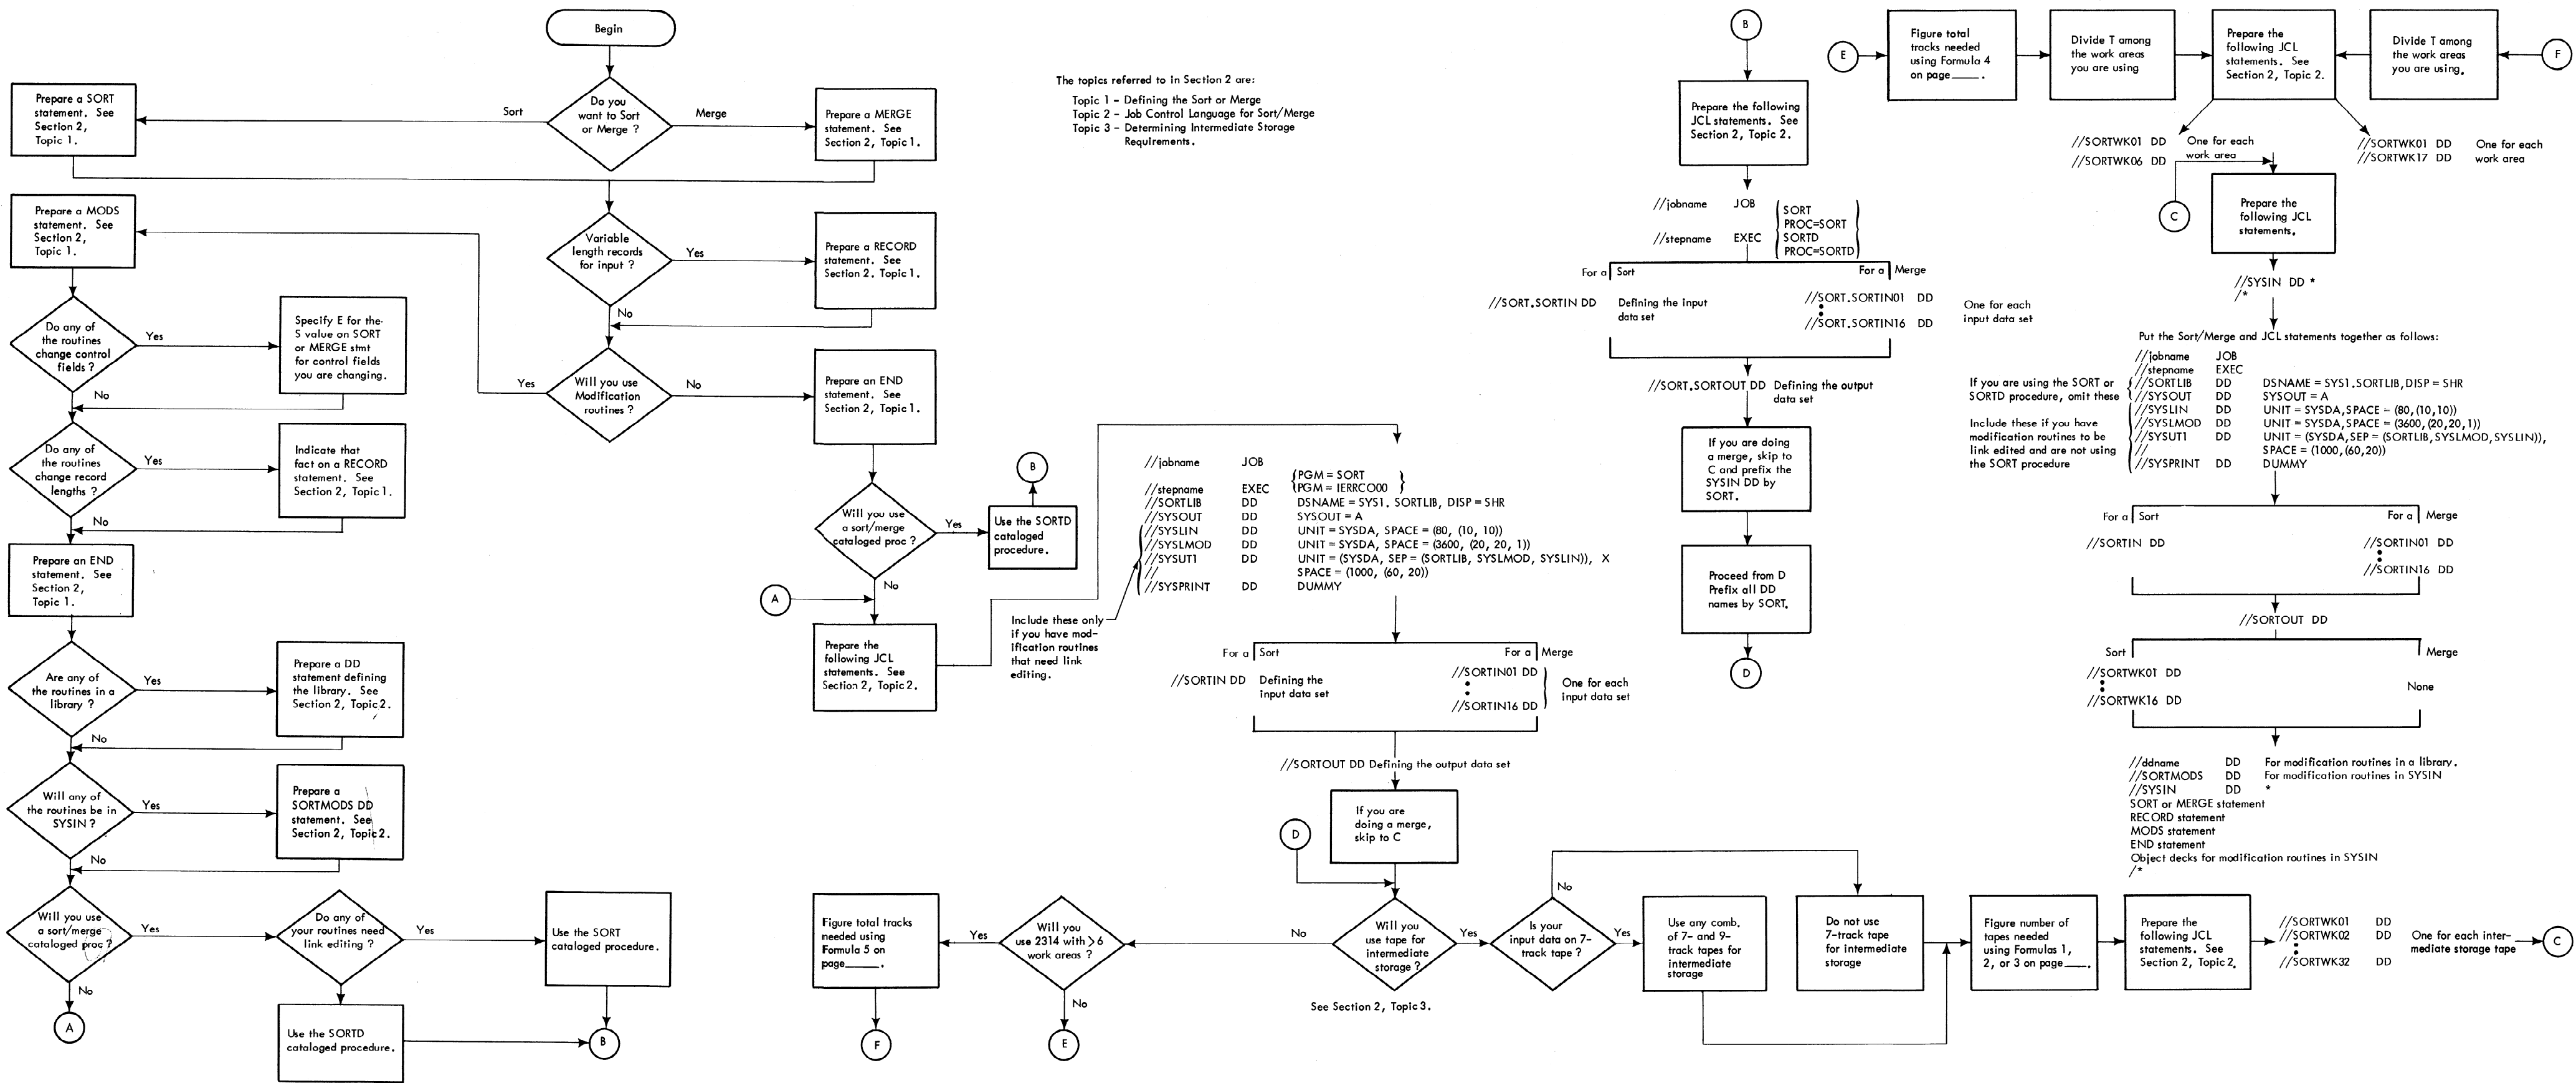 Begin
Do you
want to Sort
or Merge ?
Sort
Merge
Prepare a SORT
statement. See
Section 2,
Topic 1.
Prepare a MERGE
statement. See
Section 2, Topic 1.
Variable
length records
for input ?
Yes
No
Prepare a RECORD
statement. See
Section 2. Topic 1.
Will you use
Modification
routines ?
Yes
No
Prepare a MODS
statement. See
Section 2,
Topic 1.
Do any of
the routines
change control
fields ?
Yes
No
Specify E for the
S value on SORT
or MERGE stmt
for control fields
you are changing.
Do any of
the routines
change record
lengths ?
Yes
No
Indicate that
fact on a RECORD
statement. See
Section 2, Topic 1.
Prepare an END
statement. See
Section 2,
Topic 1.
Are any of
the routines in a
library ?
Yes
No
Prepare a DD
statement defining
the library. See
Section 2, Topic 2.
Will any of
the routines be in
SYSIN ?
Yes
No
Prepare a
SORTMODS DD
statement. See
Section 2, Topic 2.
Will you use
a sort/merge
cataloged proc ?
Yes
No
A
Do any of
your routines need
link editing ?
Yes
Use the SORT
cataloged procedure.
Use the SORTD
cataloged procedure.
B
Prepare an END
statement. See
Section 2, Topic 1.
Will you use
a sort/merge
cataloged proc ?
Yes
No
Use the SORTD
cataloged procedure.
B
A
Prepare the
following JCL
statements. See
Section 2, Topic 2.
The topics referred to in Section 2 are:
Topic 1 - Defining the Sort or Merge
Topic 2 - Job Control Language for Sort/Merge
Topic 3 - Determining Intermediate Storage
Requirements.
//jobname JOB
{PGM = SORT
//stepname EXEC {PGM = IERRCO00 }
//SORTLIB DD DSNAME = SYS1. SORTLIB, DISP = SHR
//SYSOUT DD SYSOUT = A
//SYSLIN DD UNIT = SYSDA, SPACE = (80, (10, 10))
//SYSLMOD DD UNIT = SYSDA, SPACE = (3600, (20, 20, 1))
//SYSUT1 DD UNIT = (SYSDA, SEP = (SORTLIB, SYSLMOD, SYSLIN)), X
// SPACE = (1000, (60, 20))
//SYSPRINT DD DUMMY
Include these only
if you have mod-
ification routines
that need link
editing.
For a Sort
For a Merge
//SORTIN DD Defining the
input data set
//SORTIN01 DD
//SORTIN16 DD
One for each
input data set
//SORTOUT DD Defining the output data set
If you are
doing a merge,
skip to C
D
Will you
use tape for
intermediate
storage ?
No
Yes
See Section 2, Topic 3.
Will you
use 2314 with >6
work areas ?
Yes
No
E
Figure total tracks
needed using
Formula 5 on
page_____.
F
Is your
input data on 7-
track tape ?
No
Yes
Use any comb.
of 7- and 9-
track tapes for
intermediate
storage
Do not use
7-track tape
for intermediate
storage
Figure number of
tapes needed
using Formulas 1,
2, or 3 on page____.
Prepare the
following JCL
statements. See
Section 2, Topic 2.
//SORTWK01 DD
//SORTWK02 DD
//SORTWK32 DD
One for each inter-
mediate storage tape
C
B
Prepare the following
JCL statements. See
Section 2, Topic 2.
//jobname JOB
//stepname EXEC
SORT
PROC=SORT
SORTD
PROC=SORTD
For a Sort
For a Merge
//SORT.SORTIN DD Defining the input
data set
//SORT.SORTIN01 DD
//SORT.SORTIN16 DD
One for each
input data set
//SORT.SORTOUT DD Defining the output
data set
If you are doing
a merge, skip to
C and prefix the
SYSIN DD by
SORT.
Proceed from D
Prefix all DD
names by SORT.
D
E
Figure total
tracks needed
using Formula 4
on page____.
Divide T among
the work areas
you are using
Prepare the
following JCL
statements. See
Section 2, Topic 2.
Divide T among
the work areas
you are using.
F
//SORTWK01 DD
//SORTWK06 DD
One for each
work area
//SORTWK01 DD
//SORTWK17 DD
One for each
work area
C
Prepare the
following JCL
statements.
//SYSIN DD *
/*
Put the Sort/Merge and JCL statements together as follows:
//jobname JOB
//stepname EXEC
//SORTLIB DD DSNAME = SYS1.SORTLIB, DISP = SHR
//SYSOUT DD SYSOUT = A
//SYSLIN DD UNIT = SYSDA, SPACE = (80,(10,10))
//SYSLMOD DD UNIT = SYSDA, SPACE = (3600,(20,20,1))
//SYSUT1 DD UNIT = (SYSDA,SEP = (SORTLIB,SYSLMOD,SYSLIN)),
// SPACE = (1000,(60,20))
//SYSPRINT DD DUMMY
If you are using the SORT or
SORTD procedure, omit these
Include these if you have
modification routines to be
link edited and are not using
the SORT procedure
For a Sort
For a Merge
//SORTIN DD
//SORTIN01 DD
//SORTIN16 DD
//SORTOUT DD
Sort
Merge
//SORTWK01 DD
//SORTWK16 DD
None
//ddname DD For modification routines in a library.
//SORTMODS DD For modification routines in SYSIN
//SYSIN DD *
SORT or MERGE statement
RECORD statement
MODS statement
END statement
Object decks for modification routines in SYSIN
/*